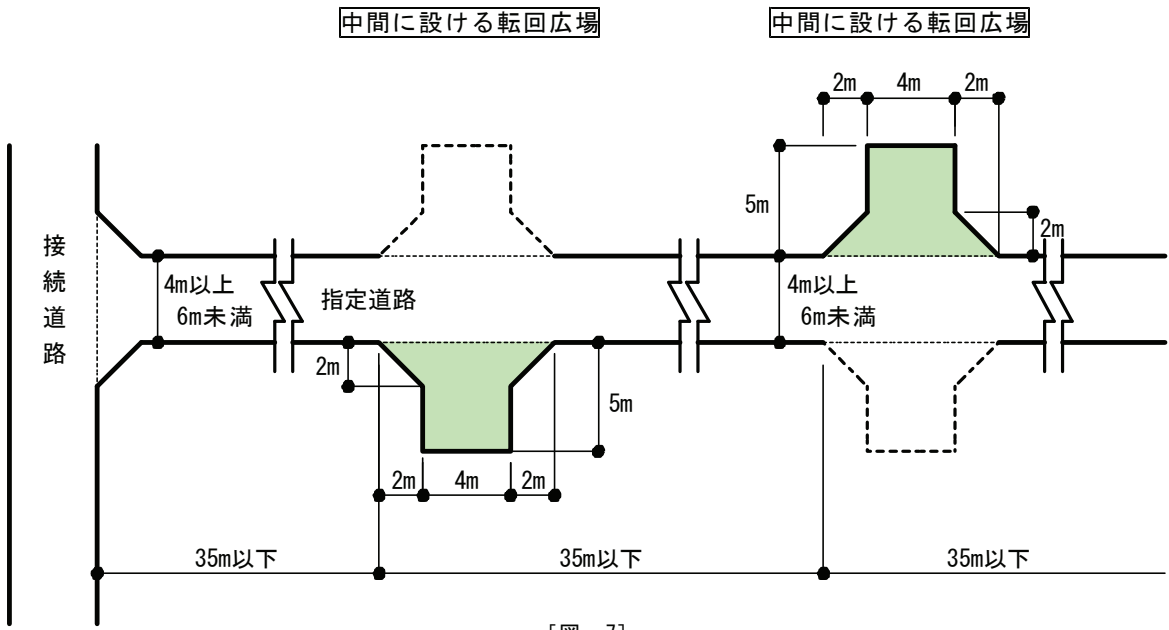 中間に設ける転回広場
中間に設ける転回広場
2m
4m
2m
5m
2m
接続道路
4m以上
6m未満
指定道路
4m以上
6m未満
2m
5m
2m
4m
2m
35m以下
35m以下
35m以下
[図 7]